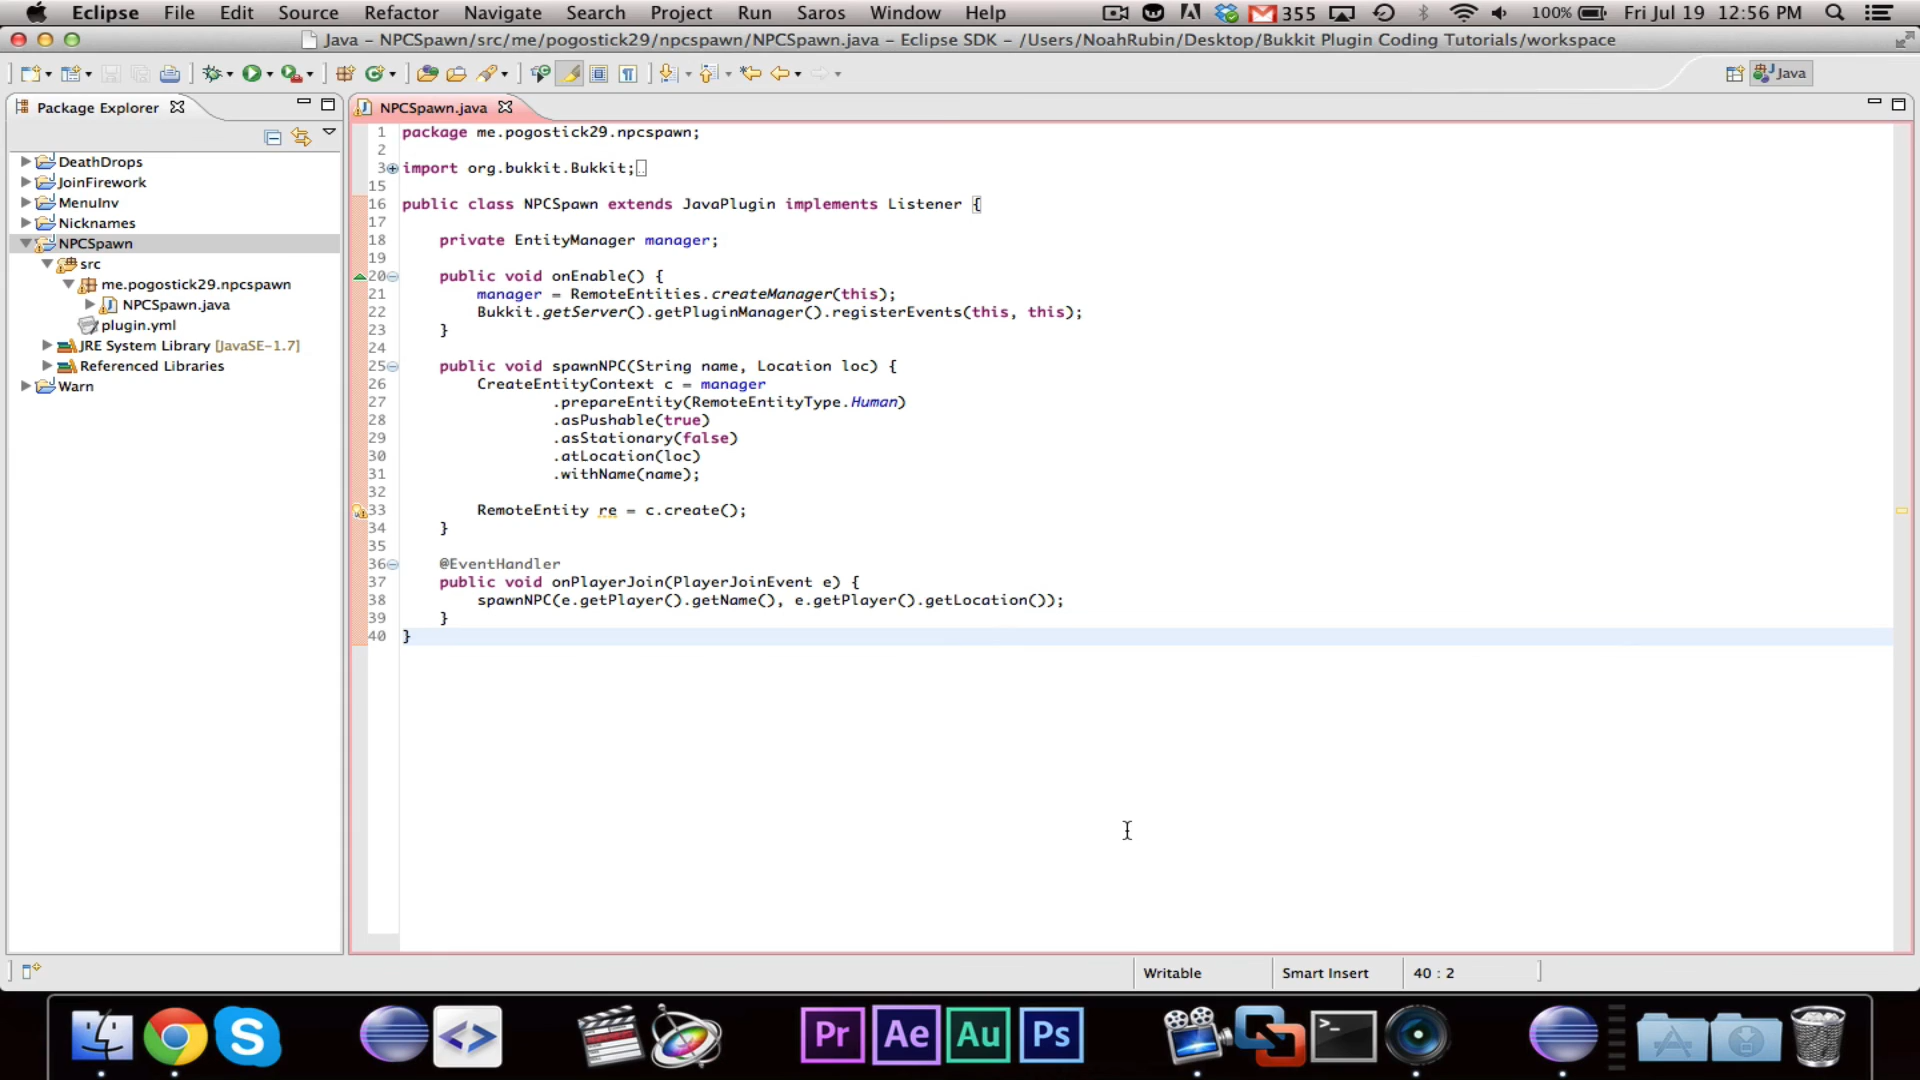 Eclipse File Edit Source Refactor Navigate Search Project Run Saros Window Help 355 100% Fri Jul 19 12:56 PM
Java – NPCSpawn/src/me/pogostick29/npcspawn/NPCSpawn.java – Eclipse SDK – /Users/NoahRubin/Desktop/Bukkit Plugin Coding Tutorials/workspace
Java
Package Explorer
DeathDrops
JoinFirework
MenuInv
Nicknames
NPCSpawn
src
me.pogostick29.npcspawn
NPCSpawn.java
plugin.yml
JRE System Library [JavaSE-1.7]
Referenced Libraries
Warn
NPCSpawn.java
1 package me.pogostick29.npcspawn;
2
3 import org.bukkit.Bukkit;
15
16 public class NPCSpawn extends JavaPlugin implements Listener {
17
18 private EntityManager manager;
19
20 public void onEnable() {
21 manager = RemoteEntities.createManager(this);
22 Bukkit.getServer().getPluginManager().registerEvents(this, this);
23 }
24
25 public void spawnNPC(String name, Location loc) {
26 CreateEntityContext c = manager
27 .prepareEntity(RemoteEntityType.Human)
28 .asPushable(true)
29 .asStationary(false)
30 .atLocation(loc)
31 .withName(name);
32
33 RemoteEntity re = c.create();
34 }
35
36 @EventHandler
37 public void onPlayerJoin(PlayerJoinEvent e) {
38 spawnNPC(e.getPlayer().getName(), e.getPlayer().getLocation());
39 }
40 }
Writable Smart Insert 40 : 2
S Pr Ae Au Ps >_